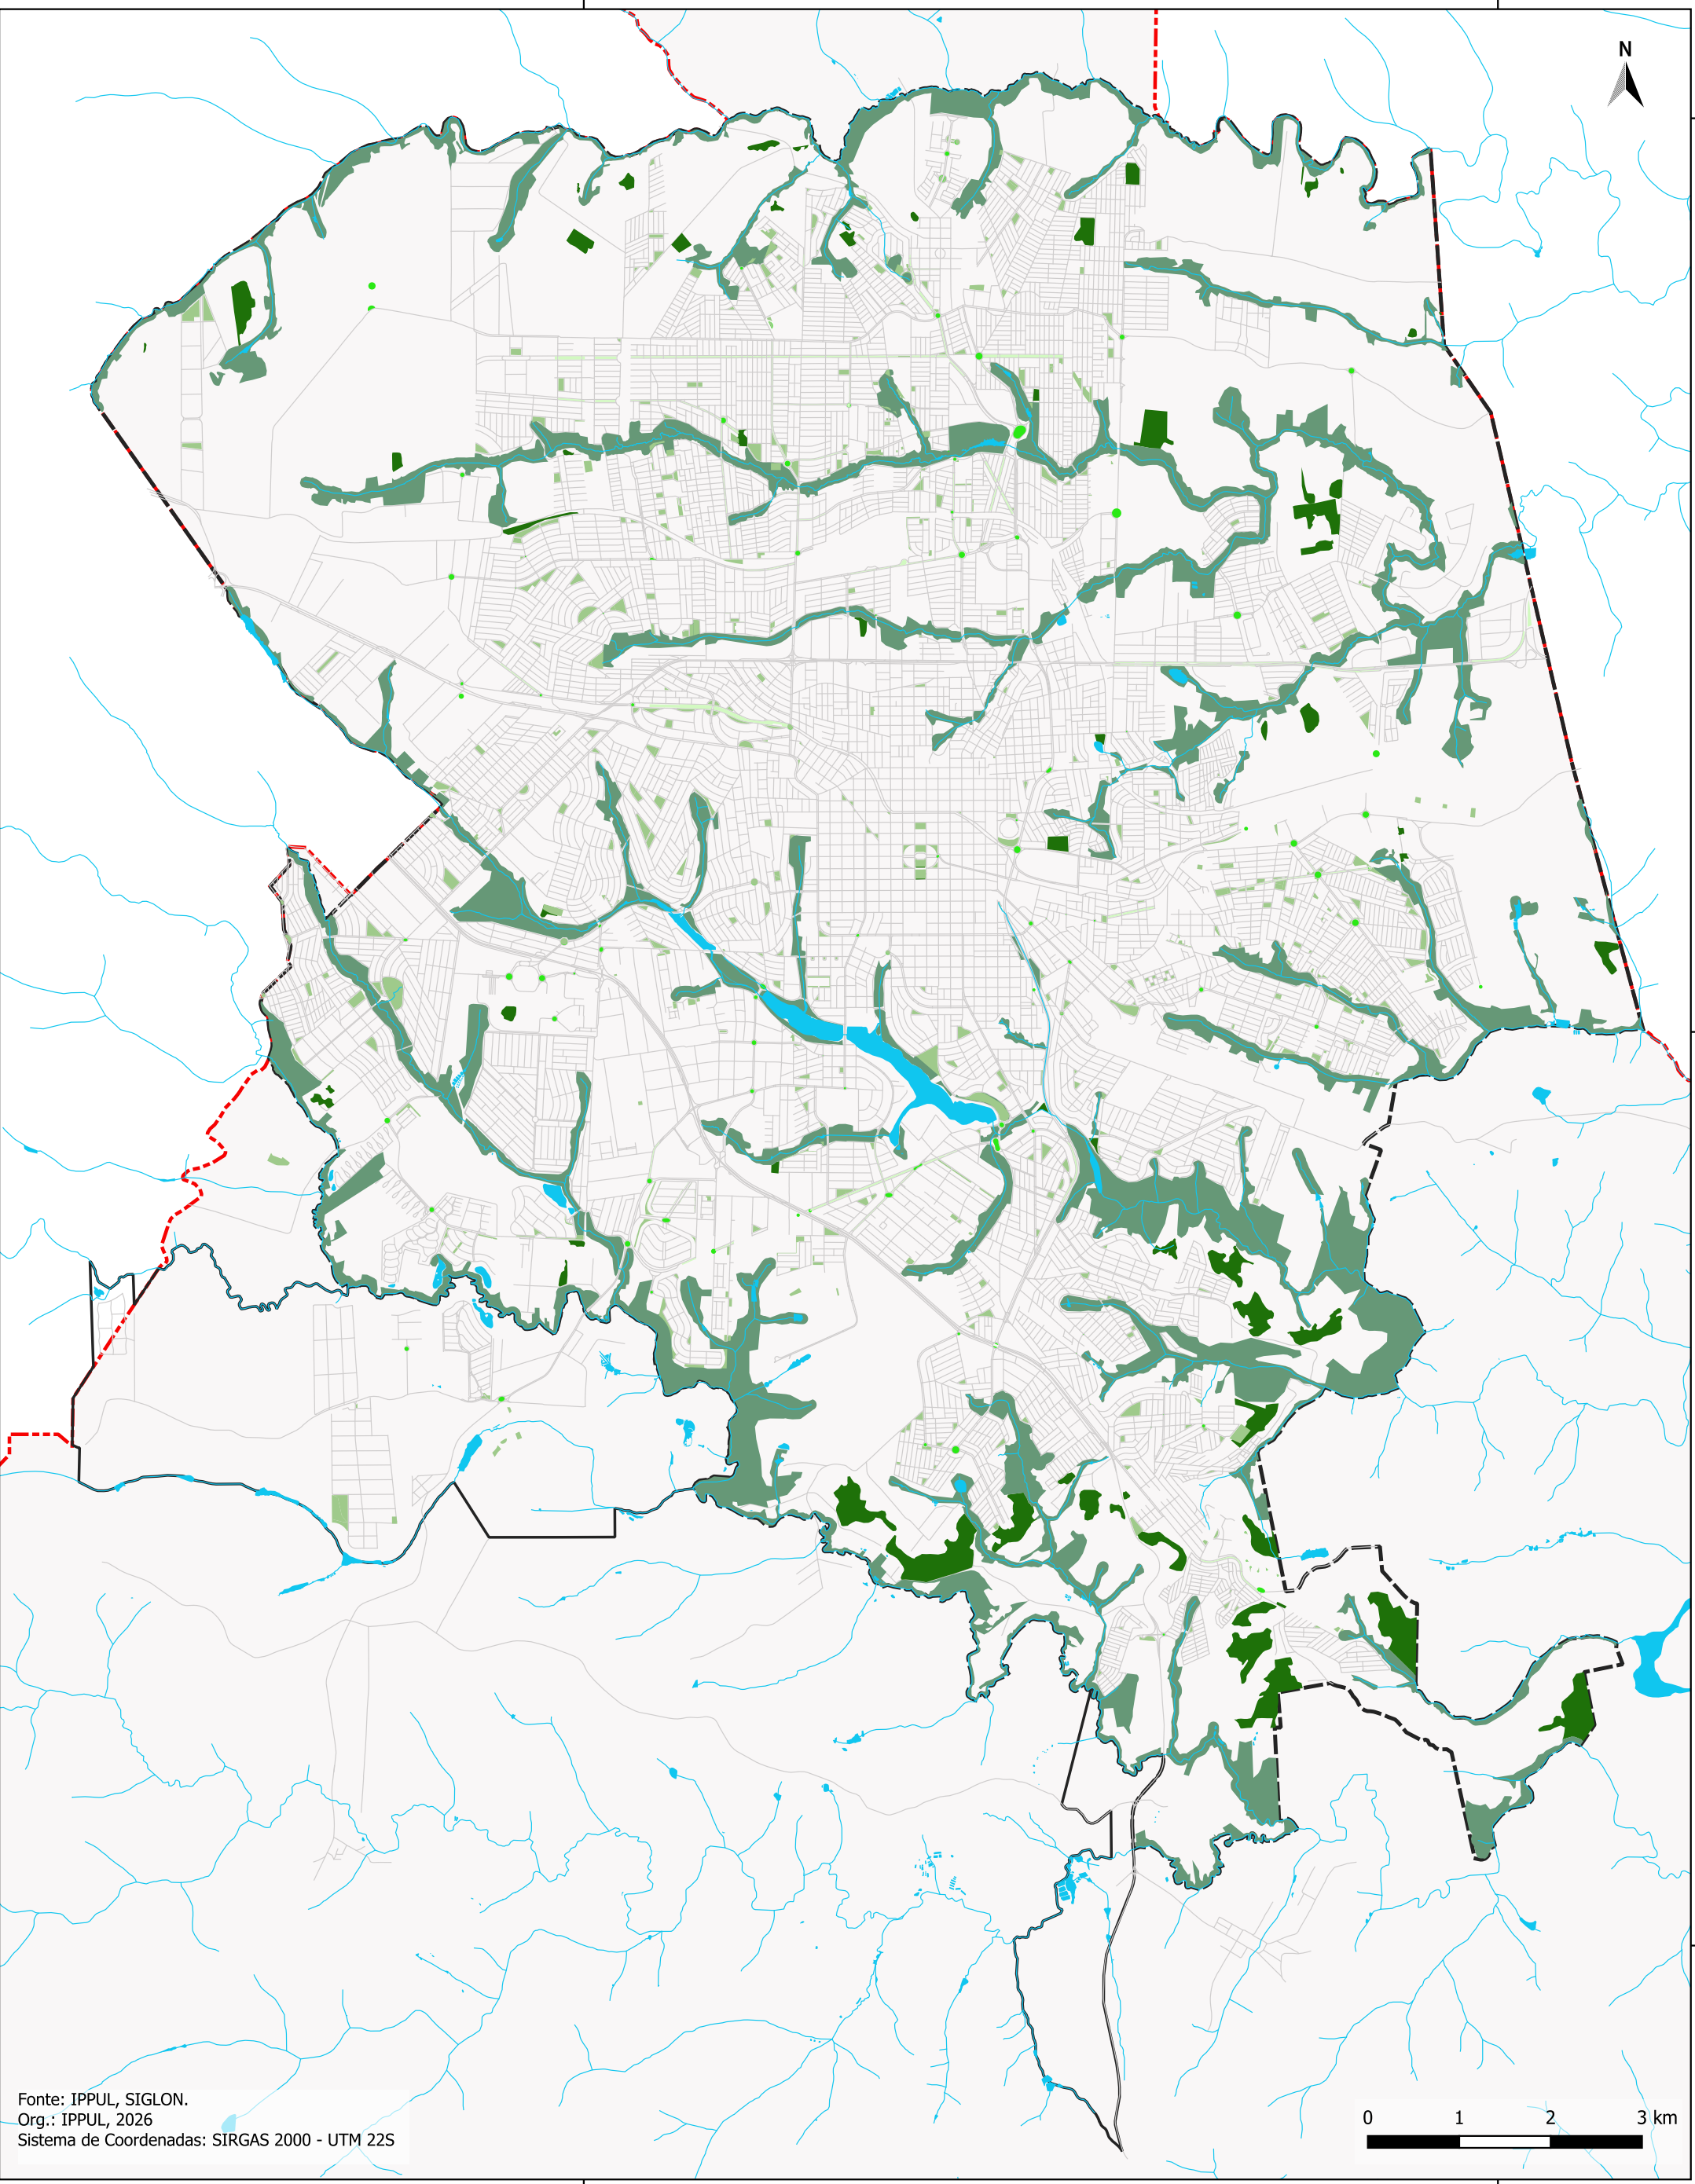 N
Fonte: IPPUL, SIGLON.
Org.: IPPUL, 2026
Sistema de Coordenadas: SIRGAS 2000 - UTM 22S
0 1 2 3 km